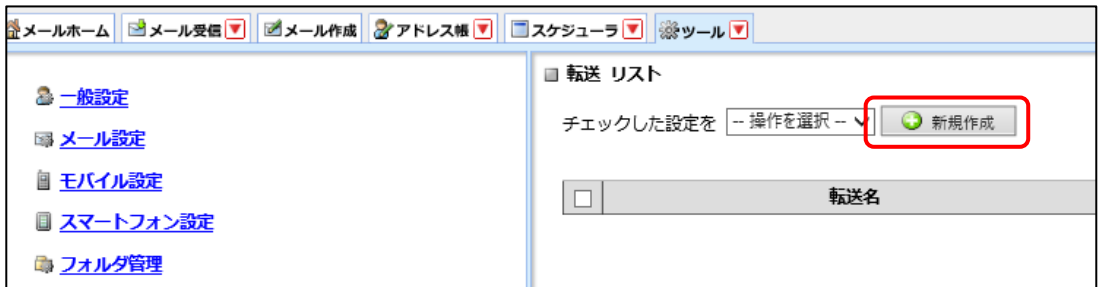 メールホーム メール受信 メール作成 アドレス帳 スケジューラ ツール
一般設定
メール設定
モバイル設定
スマートフォン設定
フォルダ管理
転送 リスト
チェックした設定を -- 操作を選択 -- 新規作成
転送名